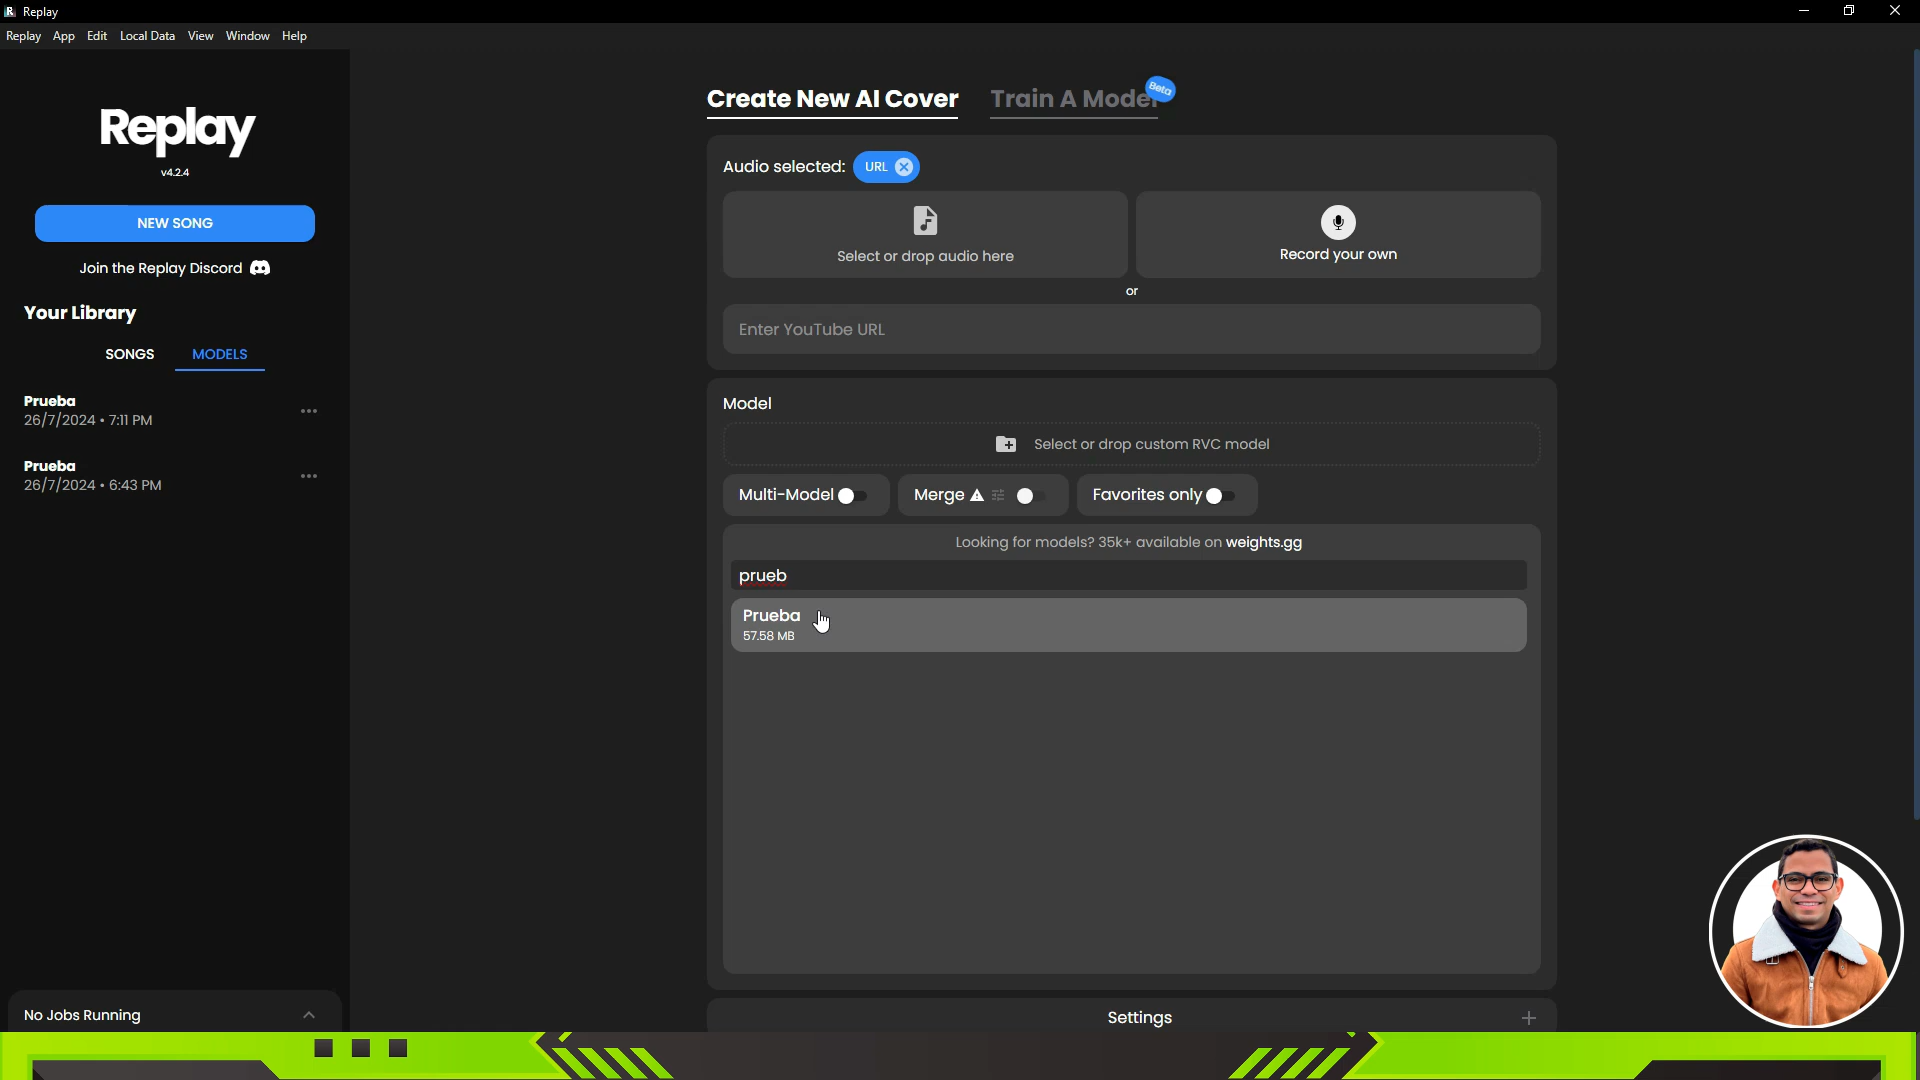 Replay
Replay App Edit Local Data View Window Help
Replay
v4.2.4
NEW SONG
Join the Replay Discord
Your Library
SONGS MODELS
Prueba
26/7/2024 • 7:11 PM
Prueba
26/7/2024 • 6:43 PM
No Jobs Running
Create New AI Cover Train A Model Beta
Audio selected: URL
Select or drop audio here
Record your own
or
Enter YouTube URL
Model
Select or drop custom RVC model
Multi-Model Merge Favorites only
Looking for models? 35k+ available on weights.gg
prueb
Prueba
57.58 MB
Settings